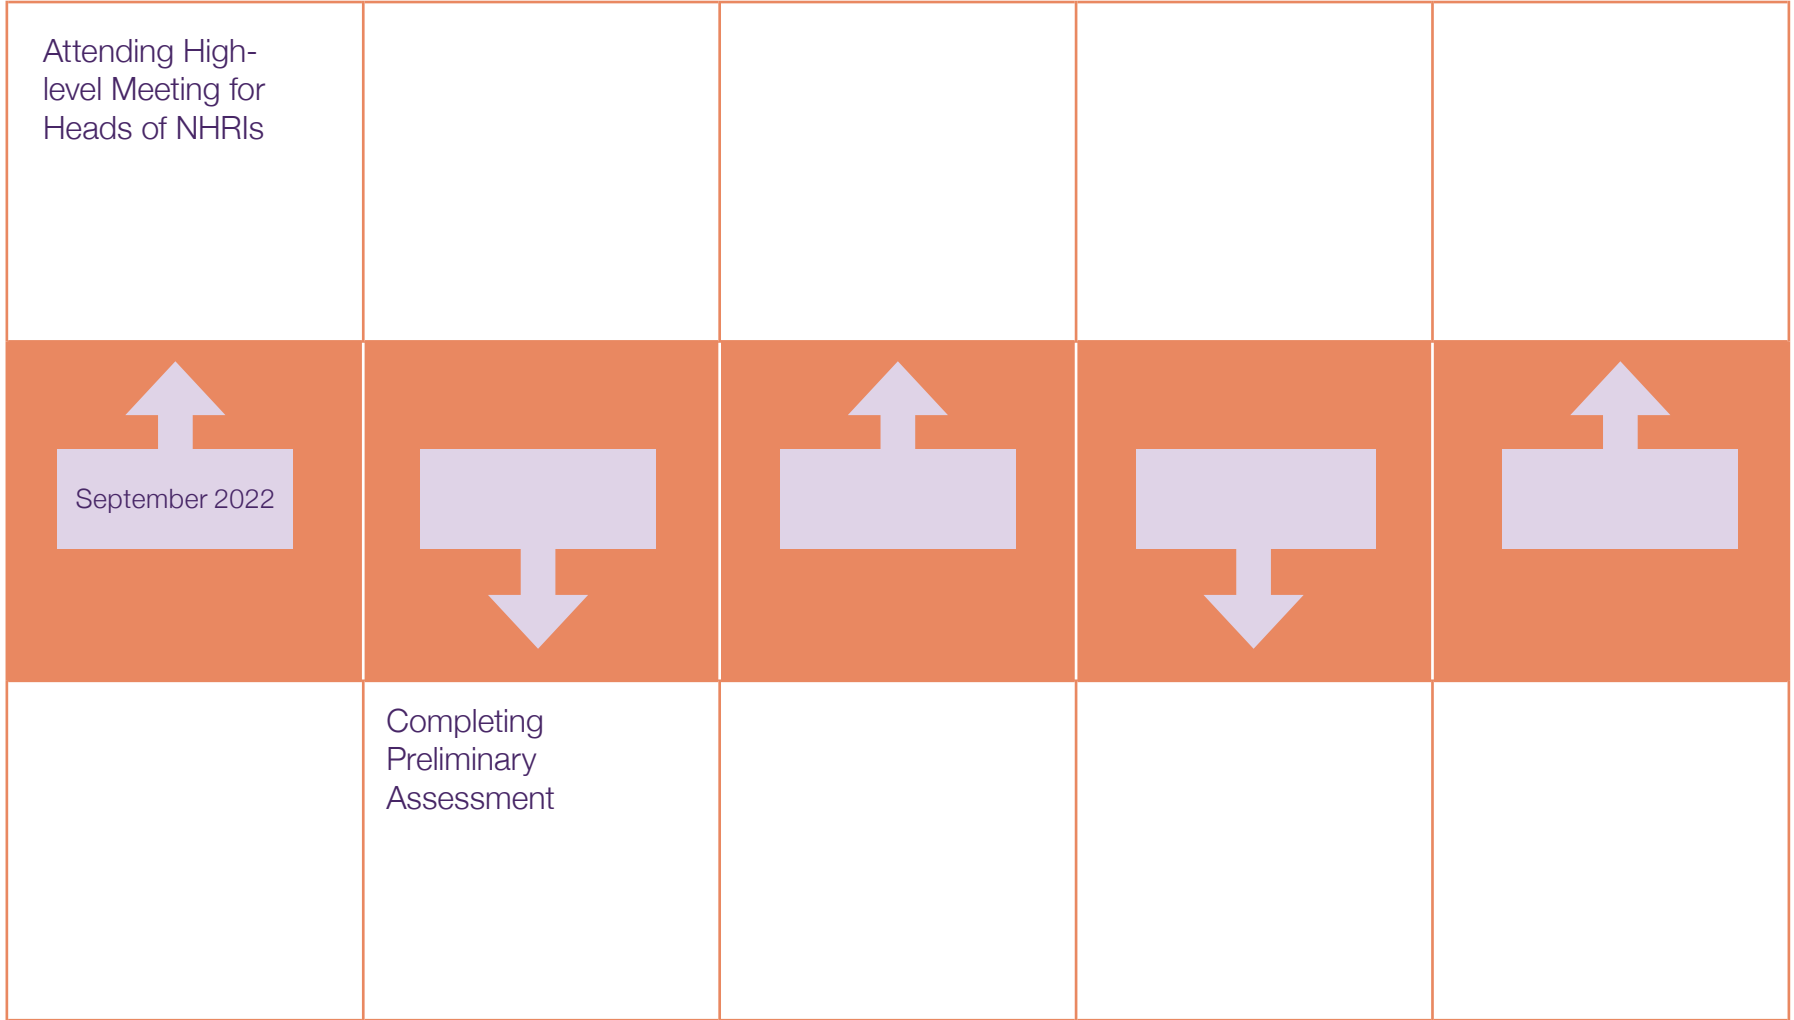 Attending High-
level Meeting for
Heads of NHRIs
September 2022
Completing
Preliminary
Assessment